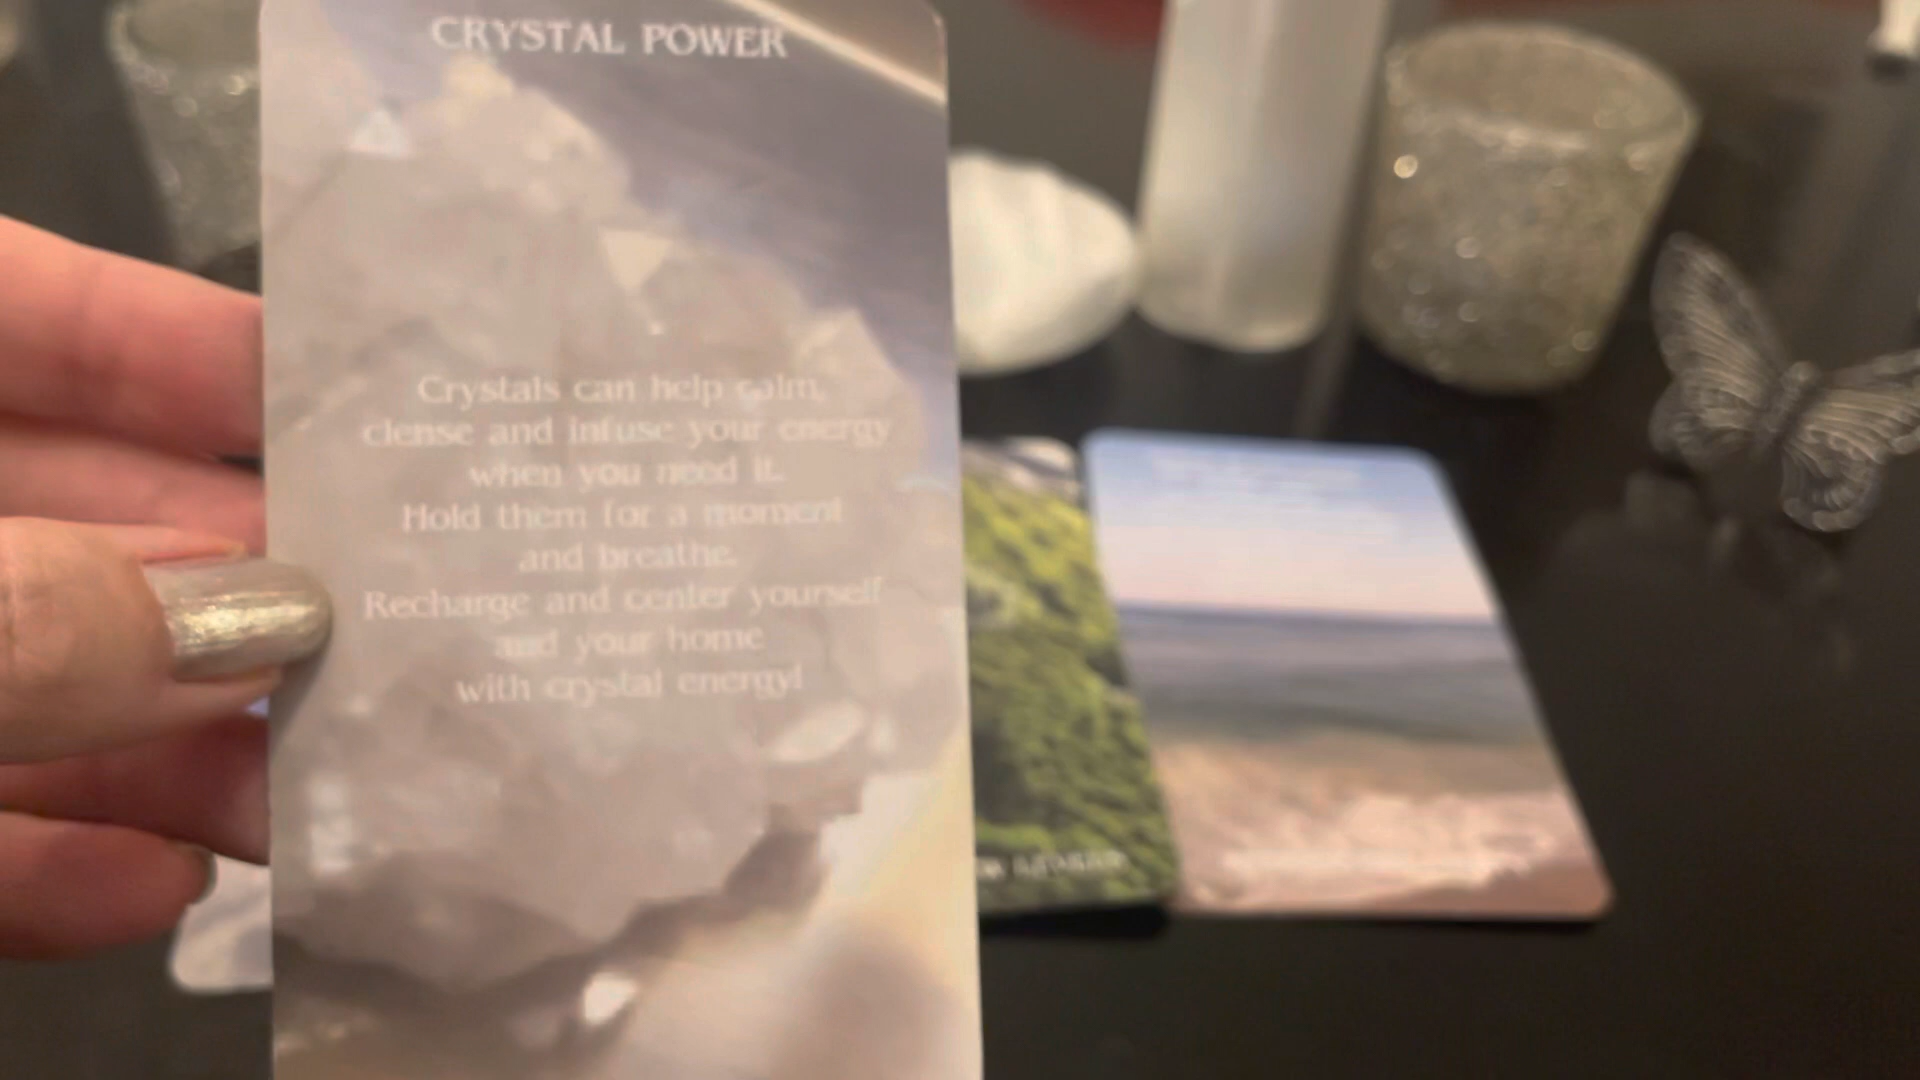 CRYSTAL POWER
Crystals can help calm,
clense and infuse your energy
when you need it.
Hold them for a moment
and breathe.
Recharge and center yourself
and your home
with crystal energy!